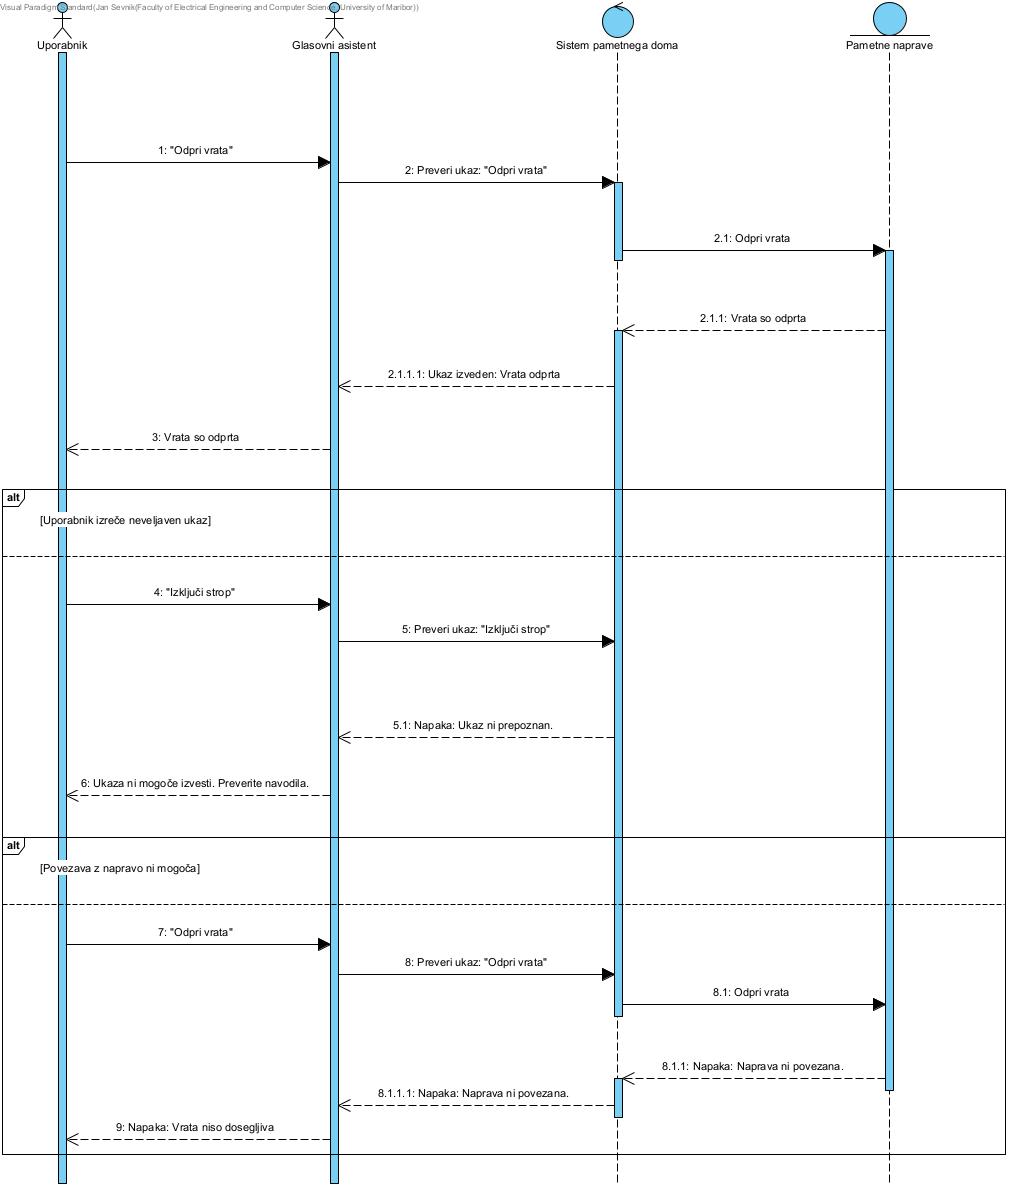 Visual Paradigm Standard(Jan Sevnik(Faculty of Electrical Engineering and Computer Science University of Maribor))
Uporabnik
Glasovni asistent
Sistem pametnega doma
Pametne naprave
1: "Odpri vrata"
2: Preveri ukaz: "Odpri vrata"
2.1: Odpri vrata
2.1.1: Vrata so odprta
2.1.1.1: Ukaz izveden: Vrata odprta
3: Vrata so odprta
alt
[Uporabnik izreče neveljaven ukaz]
4: "Izključi strop"
5: Preveri ukaz: "Izključi strop"
5.1: Napaka: Ukaz ni prepoznan.
6: Ukaza ni mogoče izvesti. Preverite navodila.
alt
[Povezava z napravo ni mogoča]
7: "Odpri vrata"
8: Preveri ukaz: "Odpri vrata"
8.1: Odpri vrata
8.1.1: Napaka: Naprava ni povezana.
8.1.1.1: Napaka: Naprava ni povezana.
9: Napaka: Vrata niso dosegljiva